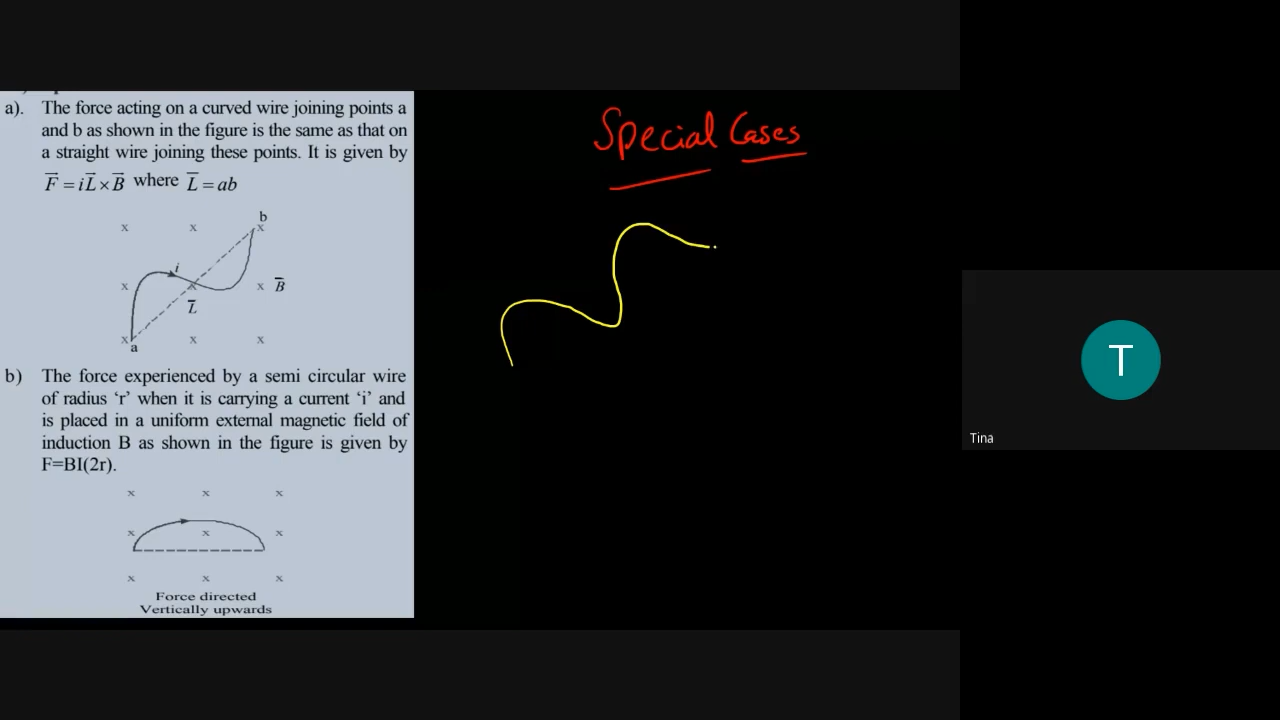 a). The force acting on a curved wire joining points a
and b as shown in the figure is the same as that on
a straight wire joining these points. It is given by
F⃗ = iL⃗ × B⃗ where L̅ = ab
x x b x
i
x x x B̅
L̅
x a x x
b) The force experienced by a semi circular wire
of radius ‘r’ when it is carrying a current ‘i’ and
is placed in a uniform external magnetic field of
induction B as shown in the figure is given by
F=BI(2r).
x x x
x x x
x x x
Force directed
Vertically upwards
Special Cases
T
Tina